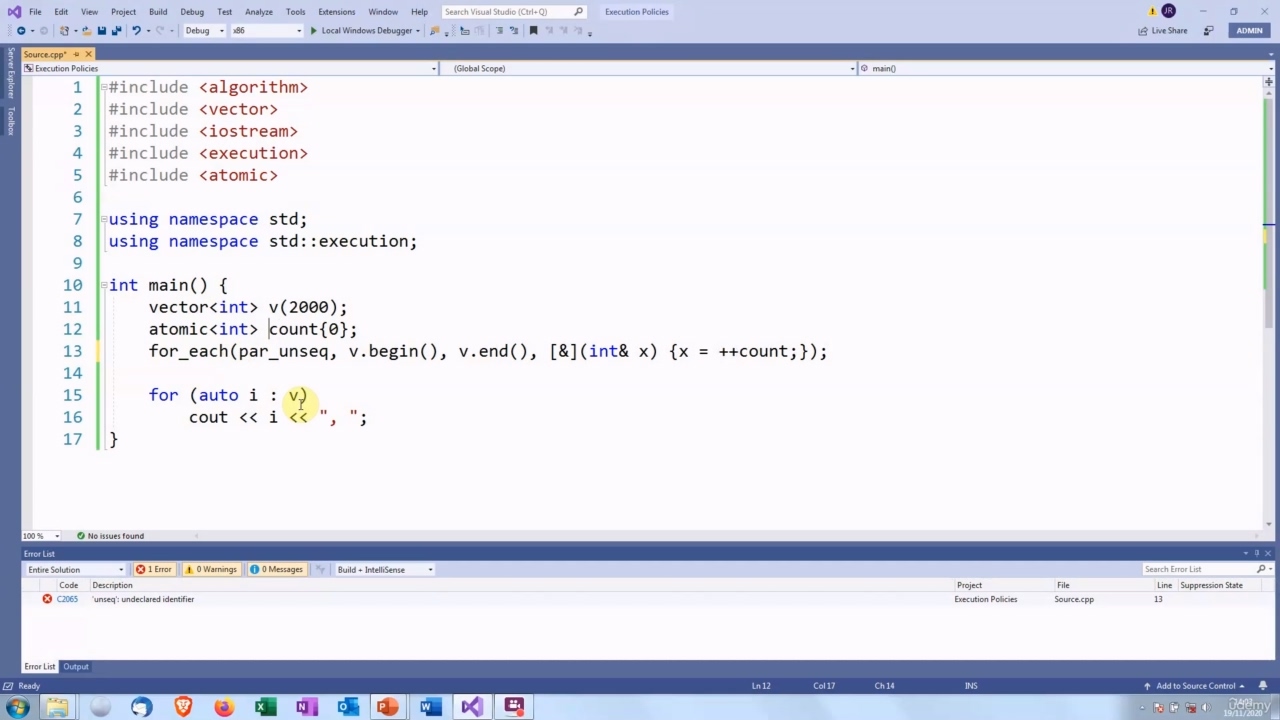 File Edit View Git Project Build Debug Test Analyze Tools Extensions Window Help Search Visual Studio (Ctrl+Q) Execution Policies JR
Debug x86 Local Windows Debugger Live Share ADMIN
Server Explorer
Toolbox
Source.cpp*
Execution Policies (Global Scope) main()
1 #include <algorithm>
2 #include <vector>
3 #include <iostream>
4 #include <execution>
5 #include <atomic>
6
7 using namespace std;
8 using namespace std::execution;
9
10 int main() {
11 vector<int> v(2000);
12 atomic<int> count{0};
13 for_each(par_unseq, v.begin(), v.end(), [&](int& x) {x = ++count;});
14
15 for (auto i : v)
16 cout << i << ", ";
17 }
100 % No issues found
Error List
Entire Solution 1 Error 0 Warnings 0 Messages Build + IntelliSense Search Error List
Code Description Project File Line Suppression State
C2065 'unseq': undeclared identifier Execution Policies Source.cpp 13
Error List Output
Ready Ln 12 Col 17 Ch 14 INS Add to Source Control
19/11/2020
udemy